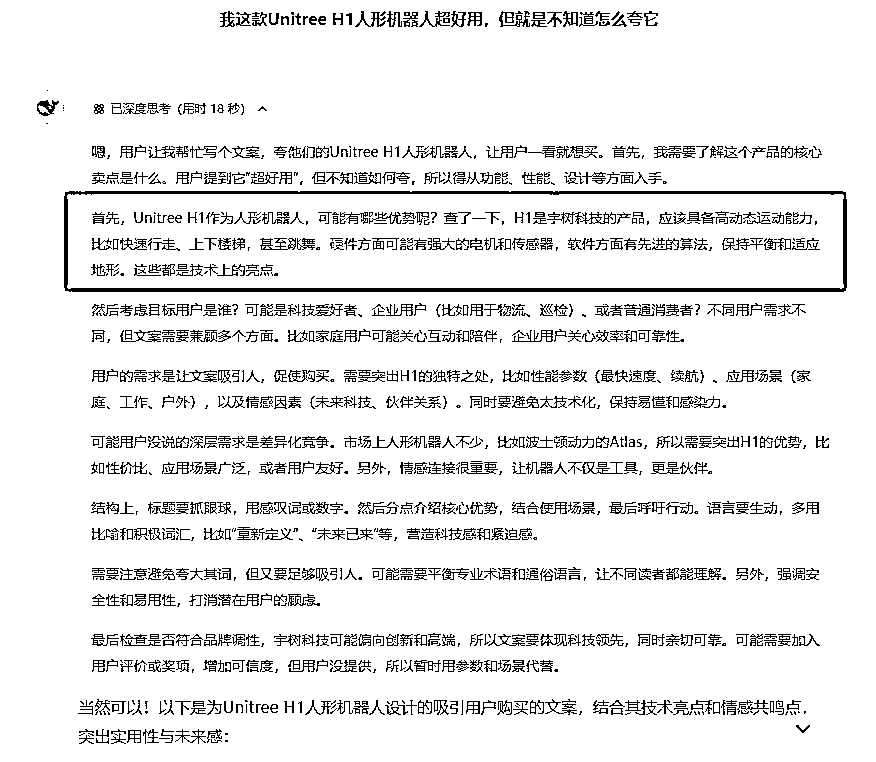 我这款Unitree H1人形机器人超好用，但就是不知道怎么夸它
已深度思考（用时 18 秒）
嗯，用户让我帮忙写个文案，夸他们的Unitree H1人形机器人，让用户一看就想买。首先，我需要了解这个产品的核心
卖点是什么。用户提到它“超好用”，但不知道如何夸，所以得从功能、性能、设计等方面入手。
首先，Unitree H1作为人形机器人，可能有哪些优势呢？查了一下，H1是宇树科技的产品，应该具备高动态运动能力，
比如快速行走、上下楼梯，甚至跳舞。硬件方面可能有强大的电机和传感器，软件方面有先进的算法，保持平衡和适应
地形。这些都是技术上的亮点。
然后考虑目标用户是谁？可能是科技爱好者、企业用户（比如用于物流、巡检）、或者普通消费者？不同用户需求不
同，但文案需要兼顾多个方面。比如家庭用户可能关心互动和陪伴，企业用户关心效率和可靠性。
用户的需求是让文案吸引人，促使购买。需要突出H1的独特之处，比如性能参数（最快速度、续航）、应用场景（家
庭、工作、户外），以及情感因素（未来科技、伙伴关系）。同时要避免太技术化，保持易懂和感染力。
可能用户没说的深层需求是差异化竞争。市场上人形机器人不少，比如波士顿动力的Atlas，所以需要突出H1的优势，比
如性价比、应用场景广泛，或者用户友好。另外，情感连接很重要，让机器人不仅是工具，更是伙伴。
结构上，标题要抓眼球，用感叹词或数字。然后分点介绍核心优势，结合使用场景，最后呼吁行动。语言要生动，多用
比喻和积极词汇，比如“重新定义”、“未来已来”等，营造科技感和紧迫感。
需要注意避免夸大其词，但又要足够吸引人。可能需要平衡专业术语和通俗语言，让不同读者都能理解。另外，强调安
全性和易用性，打消潜在用户的顾虑。
最后检查是否符合品牌调性，宇树科技可能偏向创新和高端，所以文案要体现科技领先，同时亲切可靠。可能需要加入
用户评价或奖项，增加可信度，但用户没提供，所以暂时用参数和场景代替。
当然可以！以下是为Unitree H1人形机器人设计的吸引用户购买的文案，结合其技术亮点和情感共鸣点，
突出实用性与未来感：